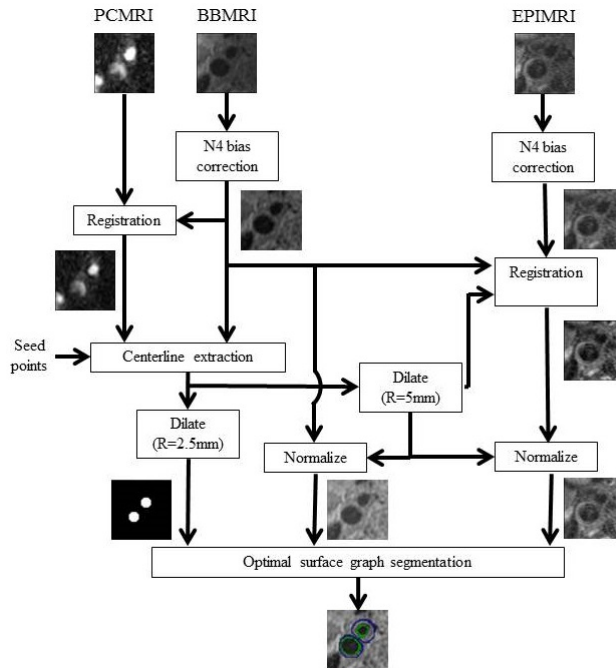 PCMRI
BBMRI
EPIMRI
N4 bias
correction
N4 bias
correction
Registration
Registration
Seed
points
Centerline extraction
Dilate
(R=5mm)
Dilate
(R=2.5mm)
Normalize
Normalize
Optimal surface graph segmentation